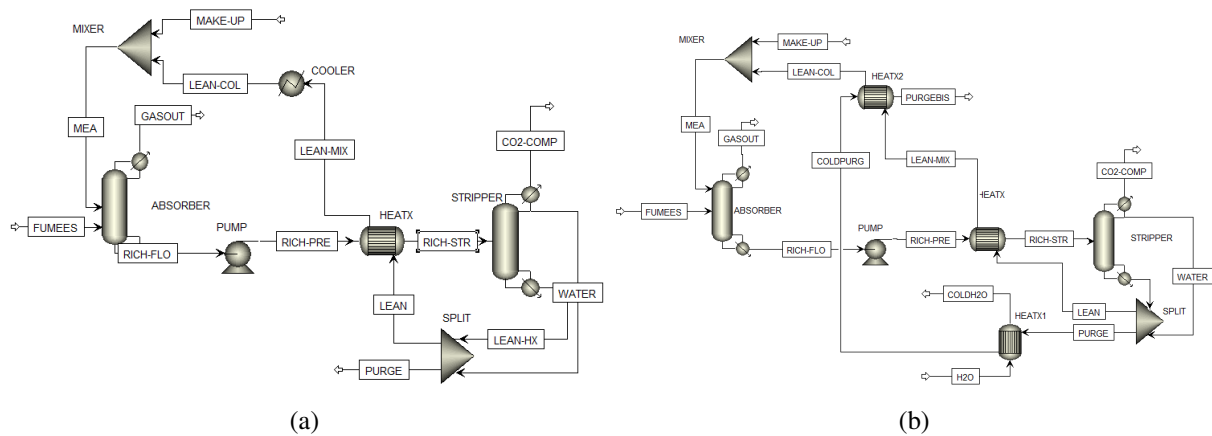 MAKE-UP
MIXER
COOLER
LEAN-COL
GASOUT
MEA
LEAN-MIX
CO2-COMP
STRIPPER
ABSORBER
HEATX
PUMP
FUMEES
RICH-PRE
RICH-STR
RICH-FLO
LEAN
WATER
SPLIT
LEAN-HX
PURGE
(a)
MIXER
MAKE-UP
LEAN-COL
HEATX2
PURGEBIS
MEA
GASOUT
COLDPURG
LEAN-MIX
CO2-COMP
HEATX
FUMEES
ABSORBER
PUMP
RICH-PRE
RICH-STR
STRIPPER
RICH-FLO
WATER
COLDH2O
LEAN
SPLIT
HEATX1
PURGE
H2O
(b)